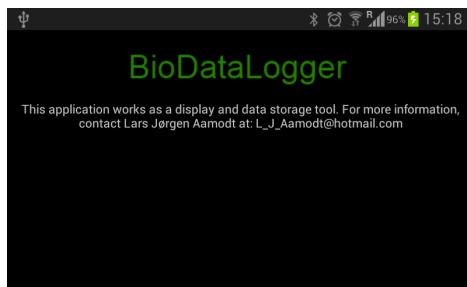 R 96% 15:18
BioDataLogger
This application works as a display and data storage tool. For more information,
contact Lars Jørgen Aamodt at: L_J_Aamodt@hotmail.com